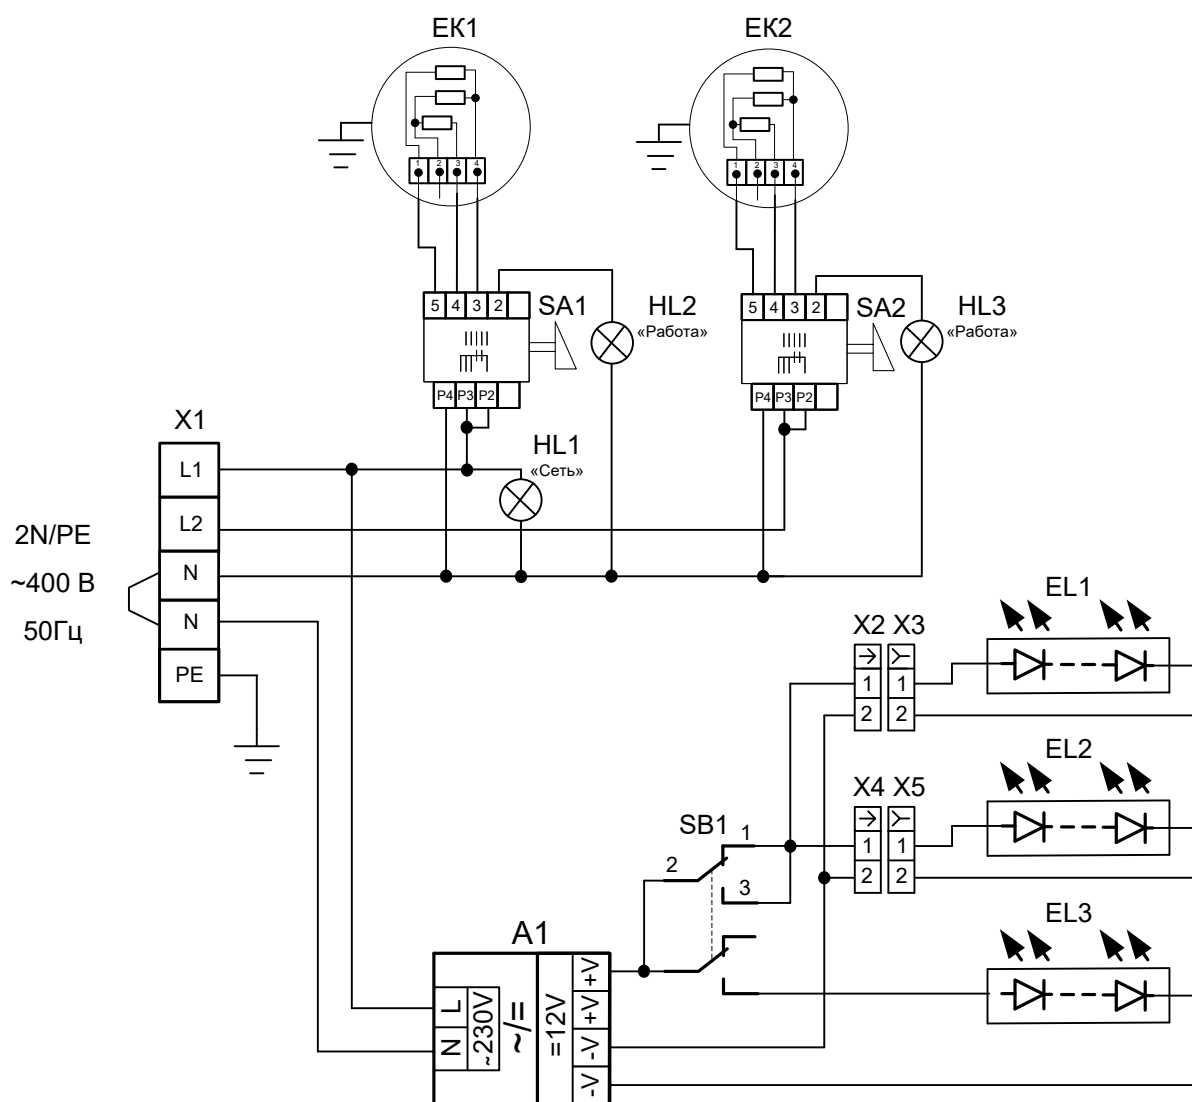 EK1
EK2
1 2 3 4
1 2 3 4
5 4 3 2
SA1
HL2
«Работа»
5 4 3 2
SA2
HL3
«Работа»
P4 P3 P2
P4 P3 P2
X1
L1
HL1
«Сеть»
L2
2N/PE
~400 В
50Гц
N
N
PE
X2 X3
1 1
2 2
EL1
X4 X5
1 1
2 2
EL2
SB1
1
2
3
EL3
A1
L
N
~230V
~/=
=12V
+V
+V
-V
-V